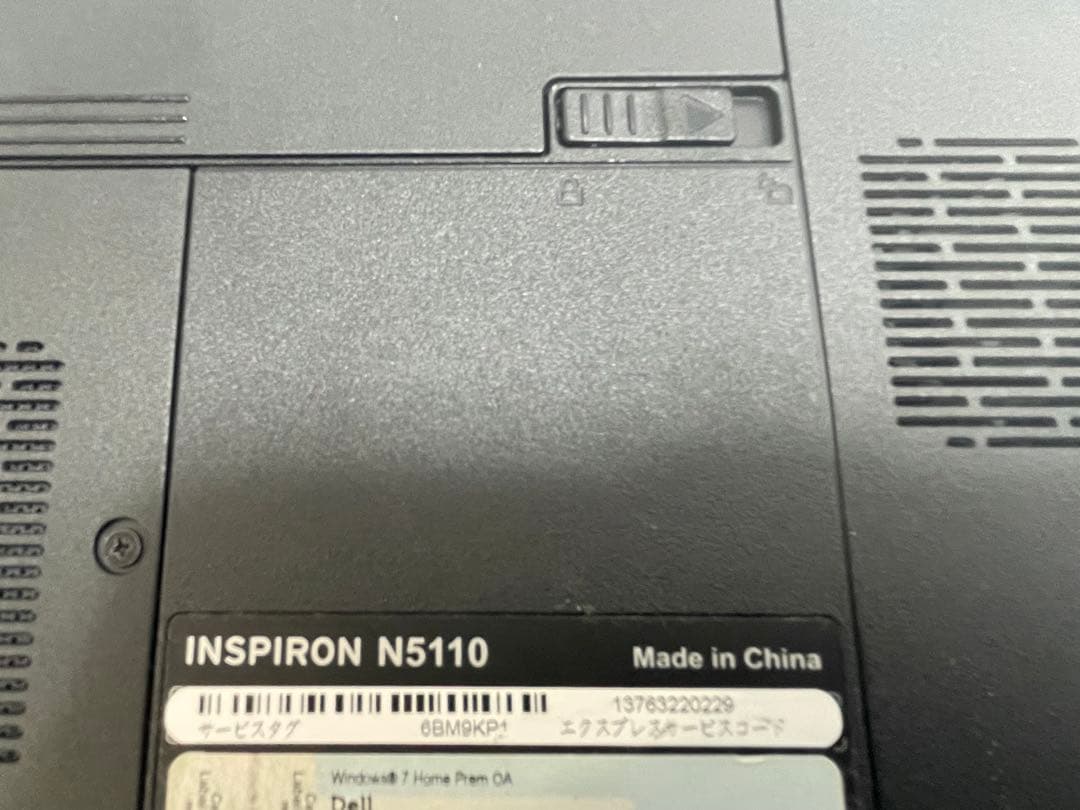 INSPIRON N5110
Made in China
13763220229
サービスタグ 6BM9KP1 エクスプレスサービスコード
Windows® 7 Home Prem OA
Dell